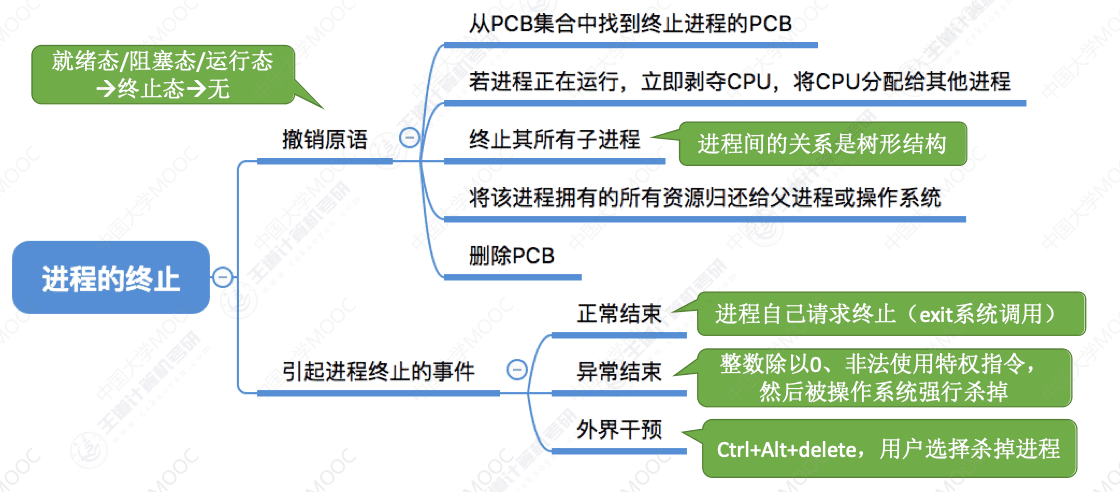 从PCB集合中找到终止进程的PCB
就绪态/阻塞态/运行态
→终止态→无
若进程正在运行，立即剥夺CPU，将CPU分配给其他进程
撤销原语
终止其所有子进程
进程间的关系是树形结构
将该进程拥有的所有资源归还给父进程或操作系统
删除PCB
进程的终止
正常结束
进程自己请求终止（exit系统调用）
引起进程终止的事件
异常结束
整数除以0、非法使用特权指令，
然后被操作系统强行杀掉
外界干预
Ctrl+Alt+delete，用户选择杀掉进程
中国大学MOOC
王道计算机考研